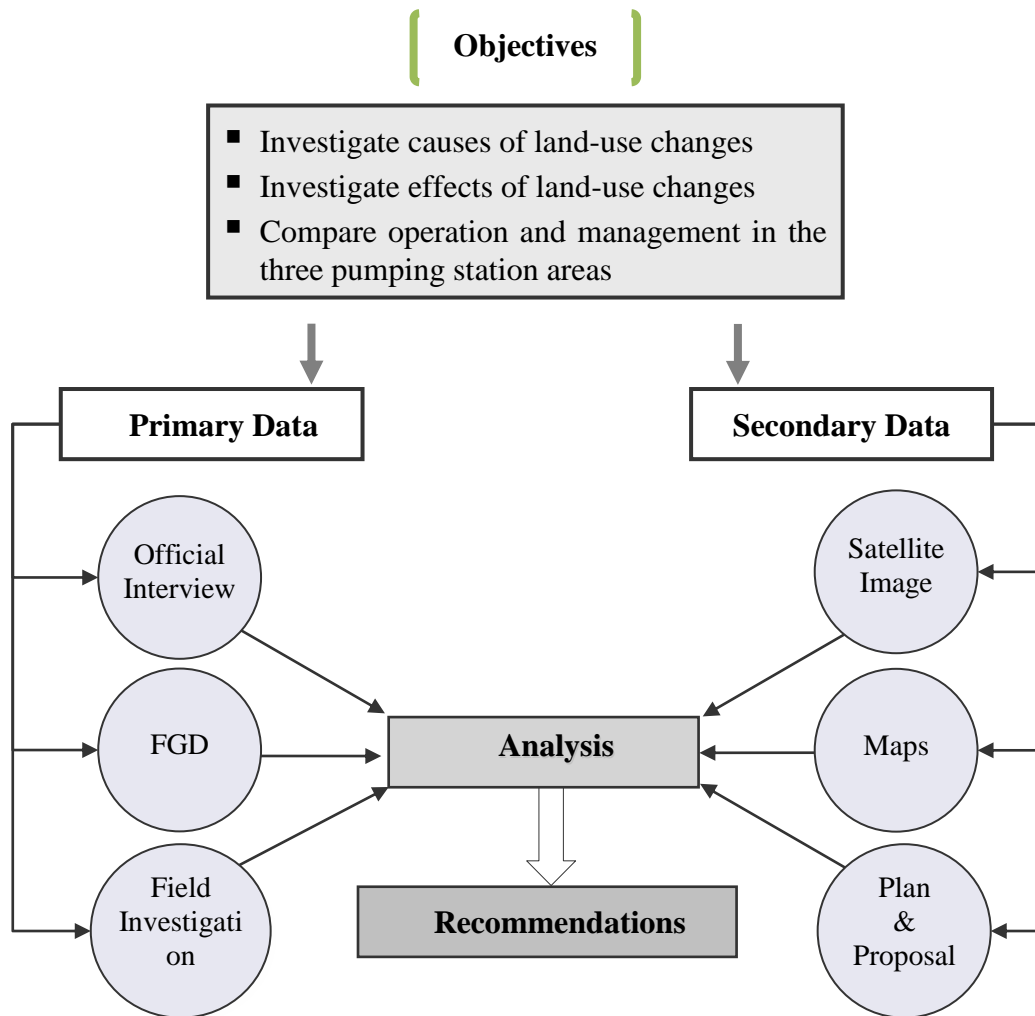 Objectives
▪ Investigate causes of land-use changes
▪ Investigate effects of land-use changes
▪ Compare operation and management in the
three pumping station areas
Primary Data
Secondary Data
Official
Interview
Satellite
Image
FGD
Analysis
Maps
Field
Investigati
on
Recommendations
Plan
&
Proposal